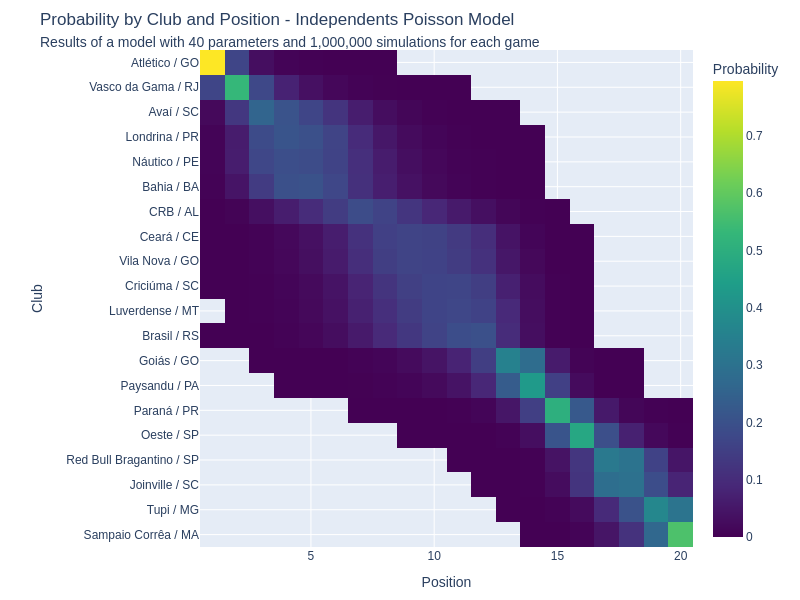 Probability by Club and Position - Independents Poisson Model
Results of a model with 40 parameters and 1,000,000 simulations for each game
Probability
Club
Atlético / GO
Vasco da Gama / RJ
Avaí / SC
Londrina / PR
Náutico / PE
Bahia / BA
CRB / AL
Ceará / CE
Vila Nova / GO
Criciúma / SC
Luverdense / MT
Brasil / RS
Goiás / GO
Paysandu / PA
Paraná / PR
Oeste / SP
Red Bull Bragantino / SP
Joinville / SC
Tupi / MG
Sampaio Corrêa / MA
0.7
0.6
0.5
0.4
0.3
0.2
0.1
0
5 10 15 20
Position